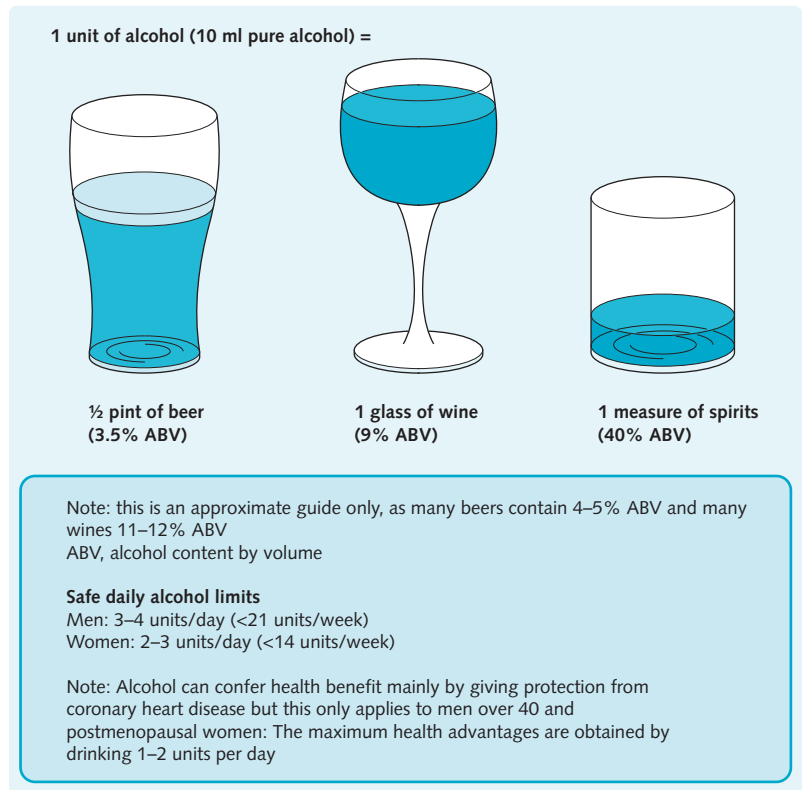 1 unit of alcohol (10 ml pure alcohol) =
½ pint of beer
(3.5% ABV)
1 glass of wine
(9% ABV)
1 measure of spirits
(40% ABV)
Note: this is an approximate guide only, as many beers contain 4–5% ABV and many
wines 11–12% ABV
ABV, alcohol content by volume
Safe daily alcohol limits
Men: 3–4 units/day (<21 units/week)
Women: 2–3 units/day (<14 units/week)
Note: Alcohol can confer health benefit mainly by giving protection from
coronary heart disease but this only applies to men over 40 and
postmenopausal women: The maximum health advantages are obtained by
drinking 1–2 units per day